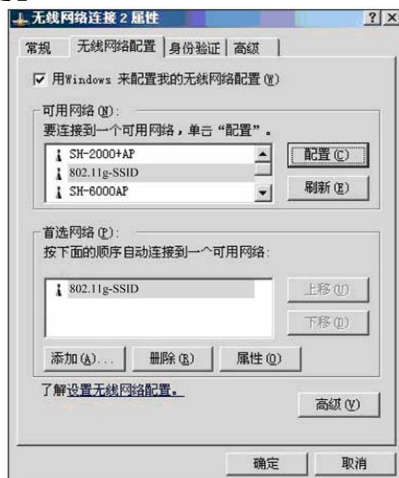 无线网络连接 2 属性
常规 无线网络配置 身份验证 高级
用Windows 来配置我的无线网络配置(W)
可用网络(N):
要连接到一个可用网络，单击“配置”。
SH-2000+AP
802.11g-SSID
SH-6000AP
配置(C)
刷新(E)
首选网络(P):
按下面的顺序自动连接到一个可用网络:
802.11g-SSID
上移(U)
下移(D)
添加(A)... 删除(R) 属性(O)
了解设置无线网络配置。
高级(V)
确定 取消